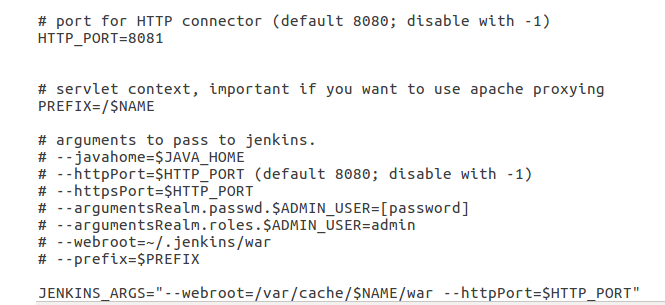 # port for HTTP connector (default 8080; disable with -1)
HTTP_PORT=8081
# servlet context, important if you want to use apache proxying
PREFIX=/$NAME
# arguments to pass to jenkins.
# --javahome=$JAVA_HOME
# --httpPort=$HTTP_PORT (default 8080; disable with -1)
# --httpsPort=$HTTP_PORT
# --argumentsRealm.passwd.$ADMIN_USER=[password]
# --argumentsRealm.roles.$ADMIN_USER=admin
# --webroot=~/.jenkins/war
# --prefix=$PREFIX
JENKINS_ARGS="--webroot=/var/cache/$NAME/war --httpPort=$HTTP_PORT"